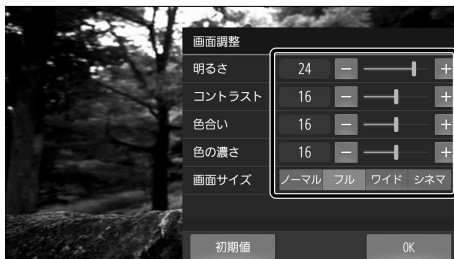 画面調整
明るさ 24 − +
コントラスト 16 − +
色合い 16 − +
色の濃さ 16 − +
画面サイズ ノーマル フル ワイド シネマ
初期値 OK